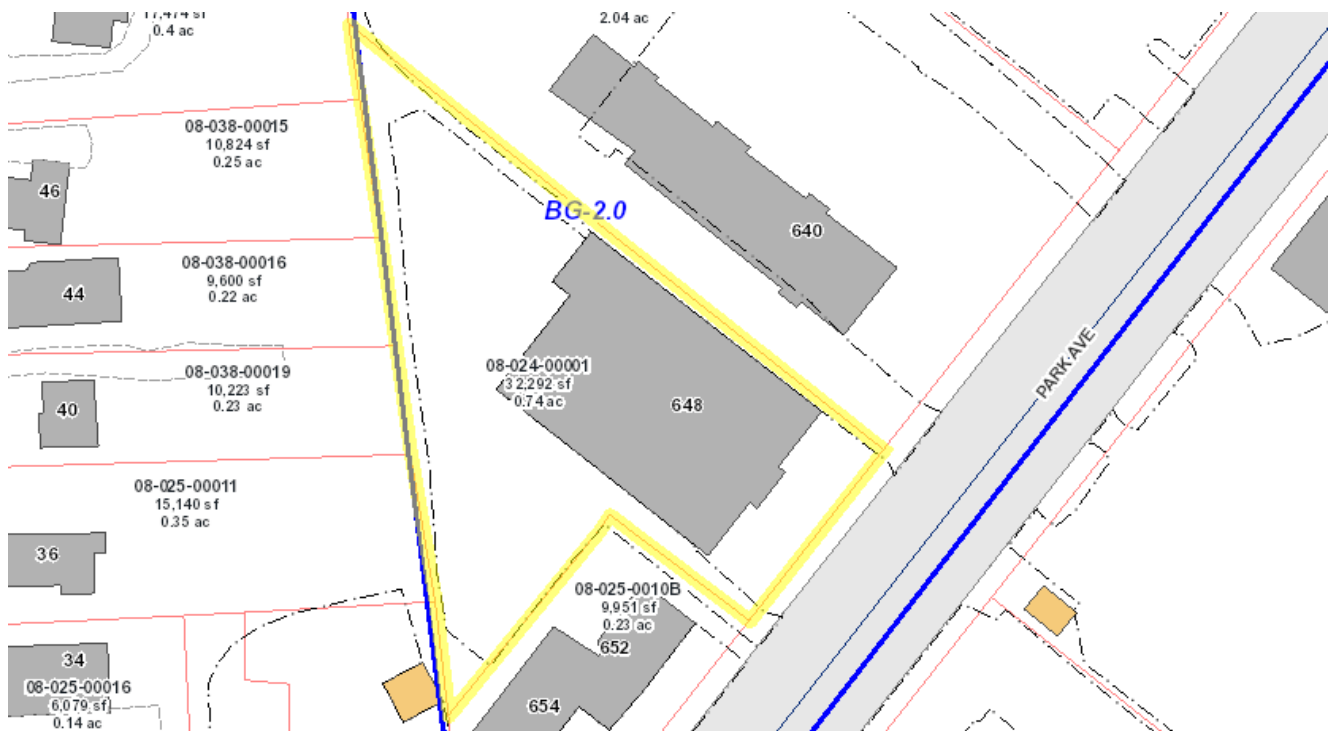 17,474 sf
0.4 ac
2.04 ac
08-038-00015
10,824 sf
0.25 ac
46
BG-2.0
640
08-038-00016
9,600 sf
0.22 ac
44
PARK AVE
08-038-00019
10,223 sf
0.23 ac
40
08-024-00001
32,292 sf
0.74 ac
648
08-025-00011
15,140 sf
0.35 ac
36
08-025-0010B
9,951 sf
0.23 ac
652
34
08-025-00016
6,079 sf
0.14 ac
654